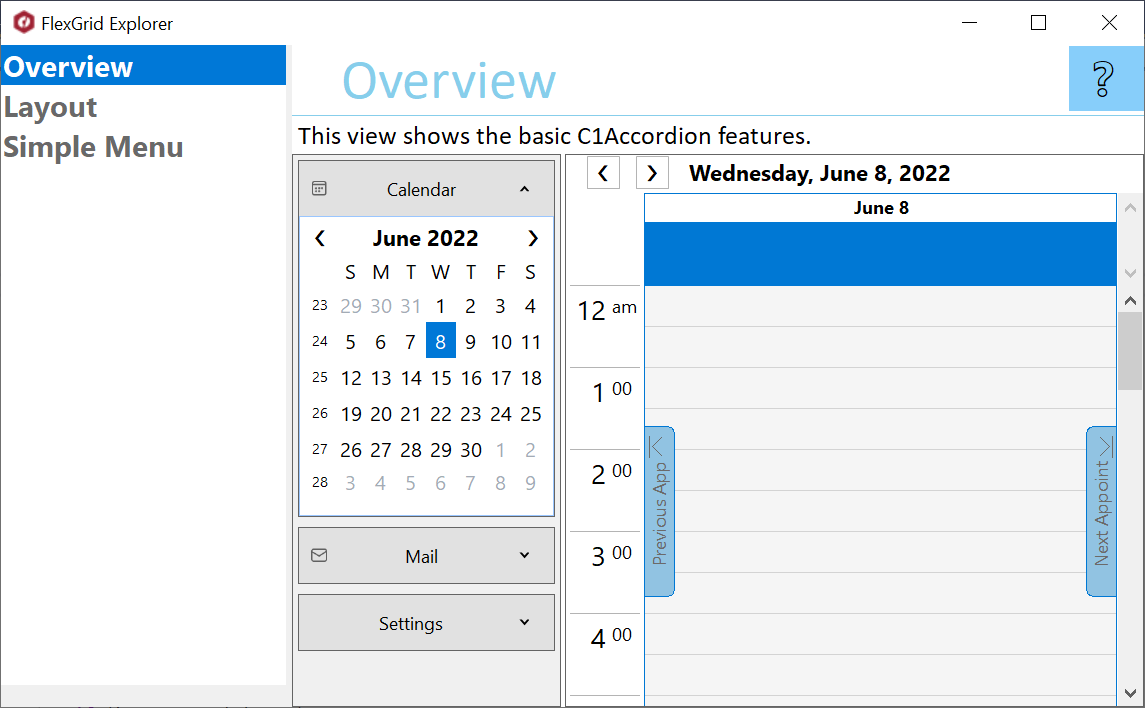 FlexGrid Explorer
Overview
Layout
Simple Menu
Overview
?
This view shows the basic C1Accordion features.
Calendar
June 2022
S M T W T F S
23 29 30 31 1 2 3 4
24 5 6 7 8 9 10 11
25 12 13 14 15 16 17 18
26 19 20 21 22 23 24 25
27 26 27 28 29 30 1 2
28 3 4 5 6 7 8 9
Mail
Settings
Wednesday, June 8, 2022
June 8
12 am
1 00
2 00
3 00
4 00
Previous App
Next Appoint